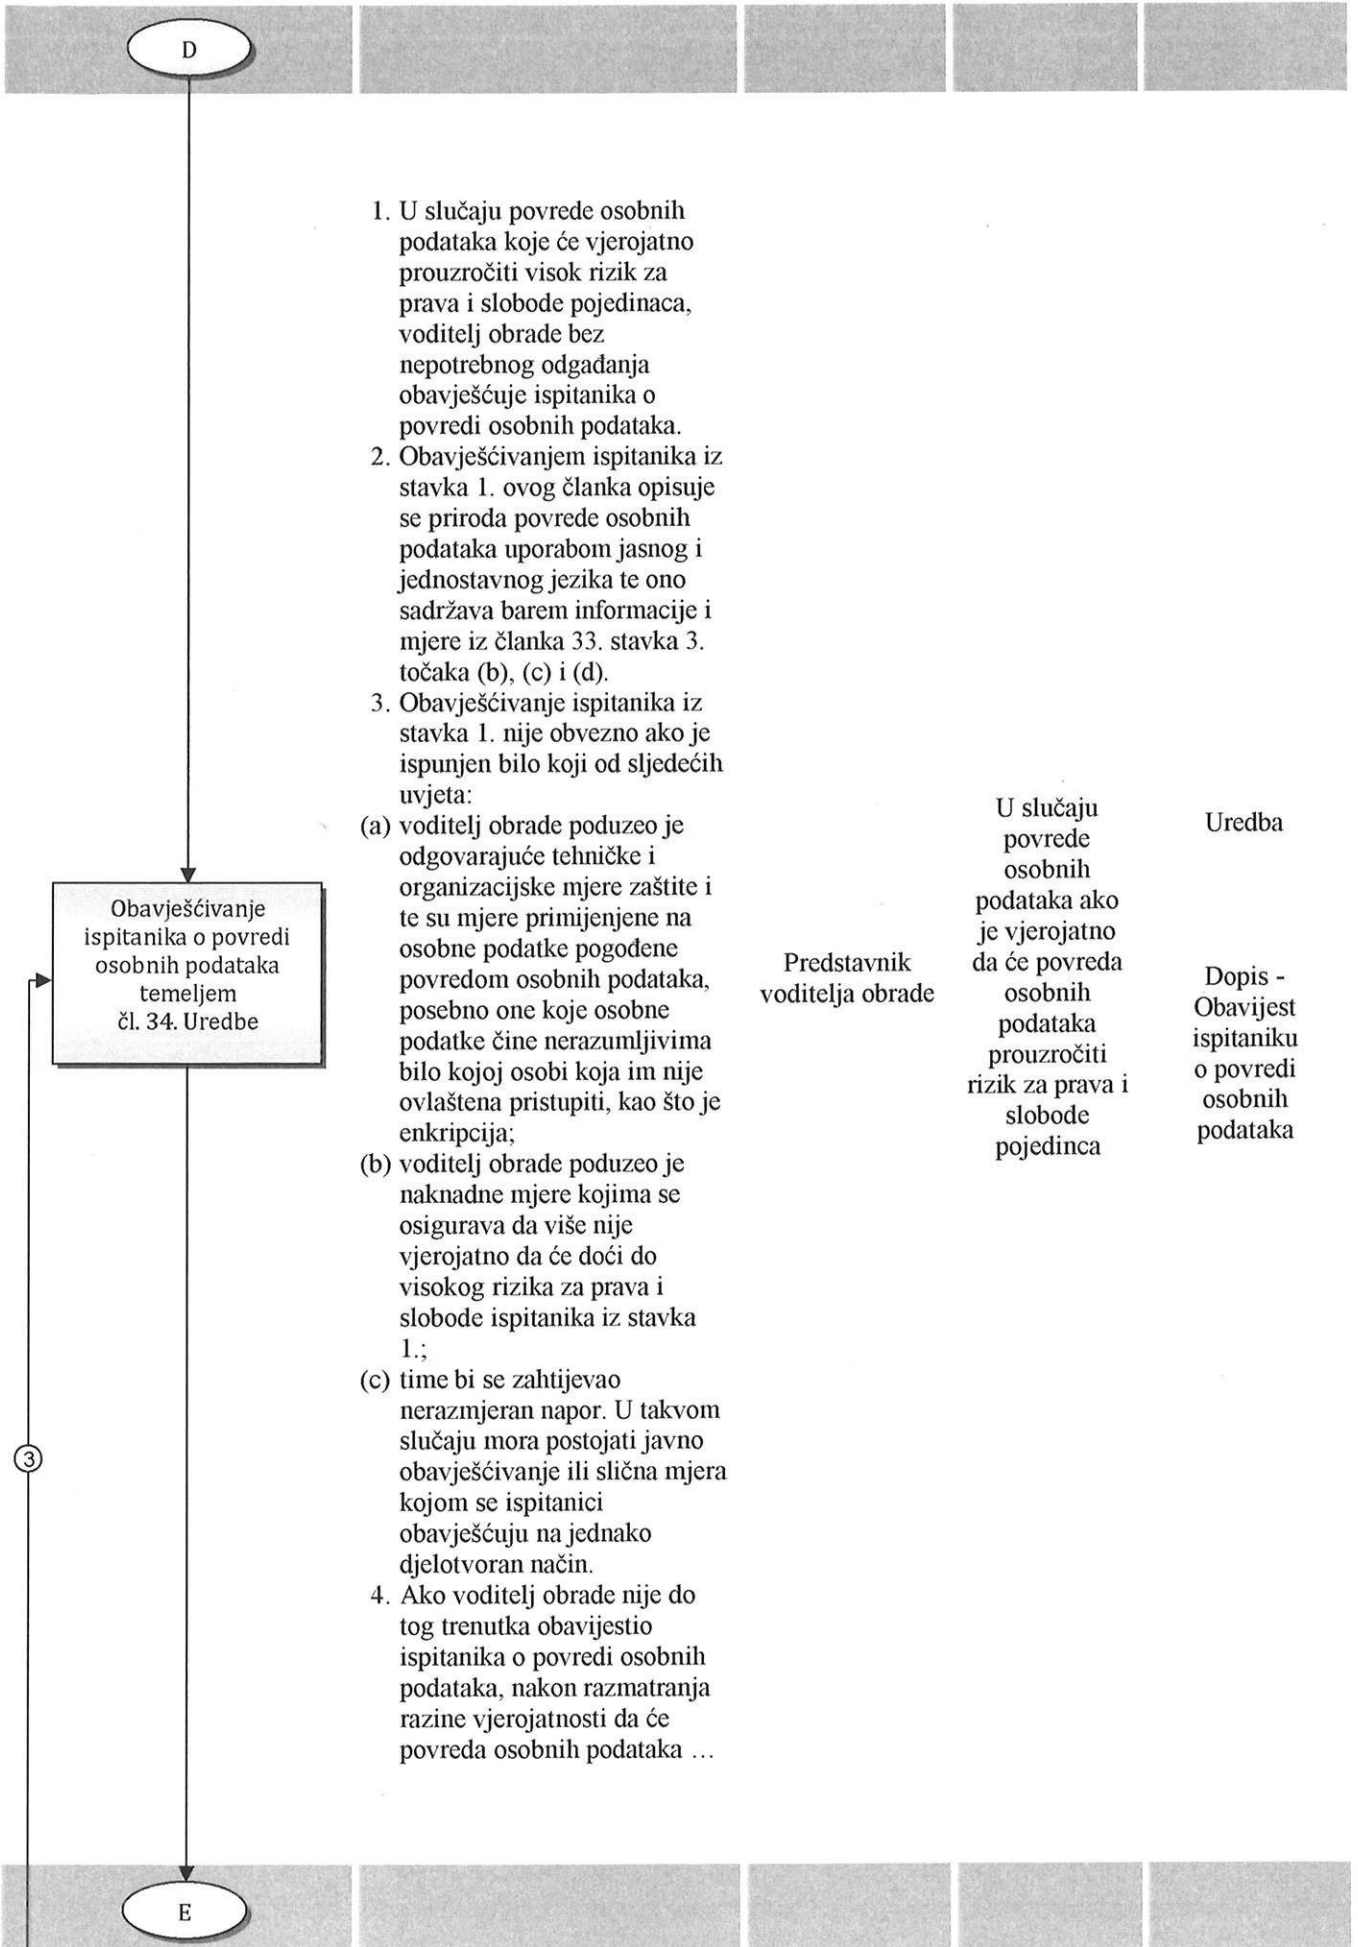 D
1. U slučaju povrede osobnih
podataka koje će vjerojatno
prouzročiti visok rizik za
prava i slobode pojedinaca,
voditelj obrade bez
nepotrebnog odgađanja
obavješćuje ispitanika o
povredi osobnih podataka.
2. Obavješćivanjem ispitanika iz
stavka 1. ovog članka opisuje
se priroda povrede osobnih
podataka uporabom jasnog i
jednostavnog jezika te ono
sadržava barem informacije i
mjere iz članka 33. stavka 3.
točaka (b), (c) i (d).
3. Obavješćivanje ispitanika iz
stavka 1. nije obvezno ako je
ispunjen bilo koji od sljedećih
uvjeta:
(a) voditelj obrade poduzeo je
odgovarajuće tehničke i
organizacijske mjere zaštite i
te su mjere primijenjene na
osobne podatke pogođene
povredom osobnih podataka,
posebno one koje osobne
podatke čine nerazumljivima
bilo kojoj osobi koja im nije
ovlaštena pristupiti, kao što je
enkripcija;
(b) voditelj obrade poduzeo je
naknadne mjere kojima se
osigurava da više nije
vjerojatno da će doći do
visokog rizika za prava i
slobode ispitanika iz stavka
1.;
(c) time bi se zahtijevao
nerazmjeran napor. U takvom
slučaju mora postojati javno
obavješćivanje ili slična mjera
kojom se ispitanici
obavješćuju na jednako
djelotvoran način.
4. Ako voditelj obrade nije do
tog trenutka obavijestio
ispitanika o povredi osobnih
podataka, nakon razmatranja
razine vjerojatnosti da će
povreda osobnih podataka …
Obavješćivanje
ispitanika o povredi
osobnih podataka
temeljem
čl. 34. Uredbe
Predstavnik
voditelja obrade
U slučaju
povrede
osobnih
podataka ako
je vjerojatno
da će povreda
osobnih
podataka
prouzročiti
rizik za prava i
slobode
pojedinca
Uredba
Dopis -
Obavijest
ispitaniku
o povredi
osobnih
podataka
3
E